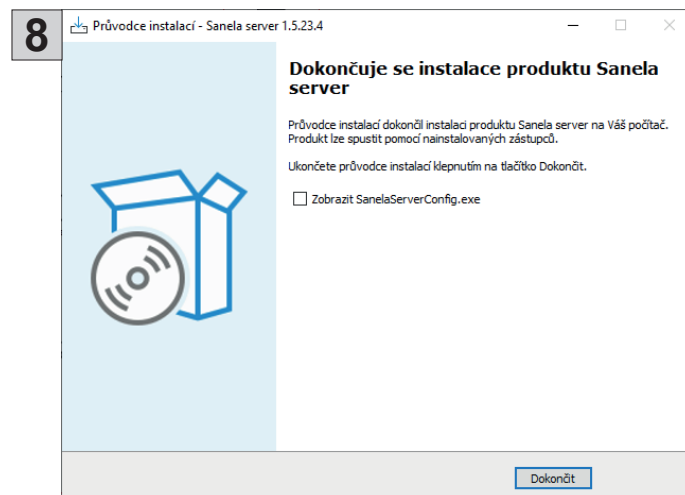 8
Průvodce instalací - Sanela server 1.5.23.4
Dokončuje se instalace produktu Sanela
server
Průvodce instalací dokončil instalaci produktu Sanela server na Váš počítač.
Produkt lze spustit pomocí nainstalovaných zástupců.
Ukončete průvodce instalací klepnutím na tlačítko Dokončit.
Zobrazit SanelaServerConfig.exe
Dokončit